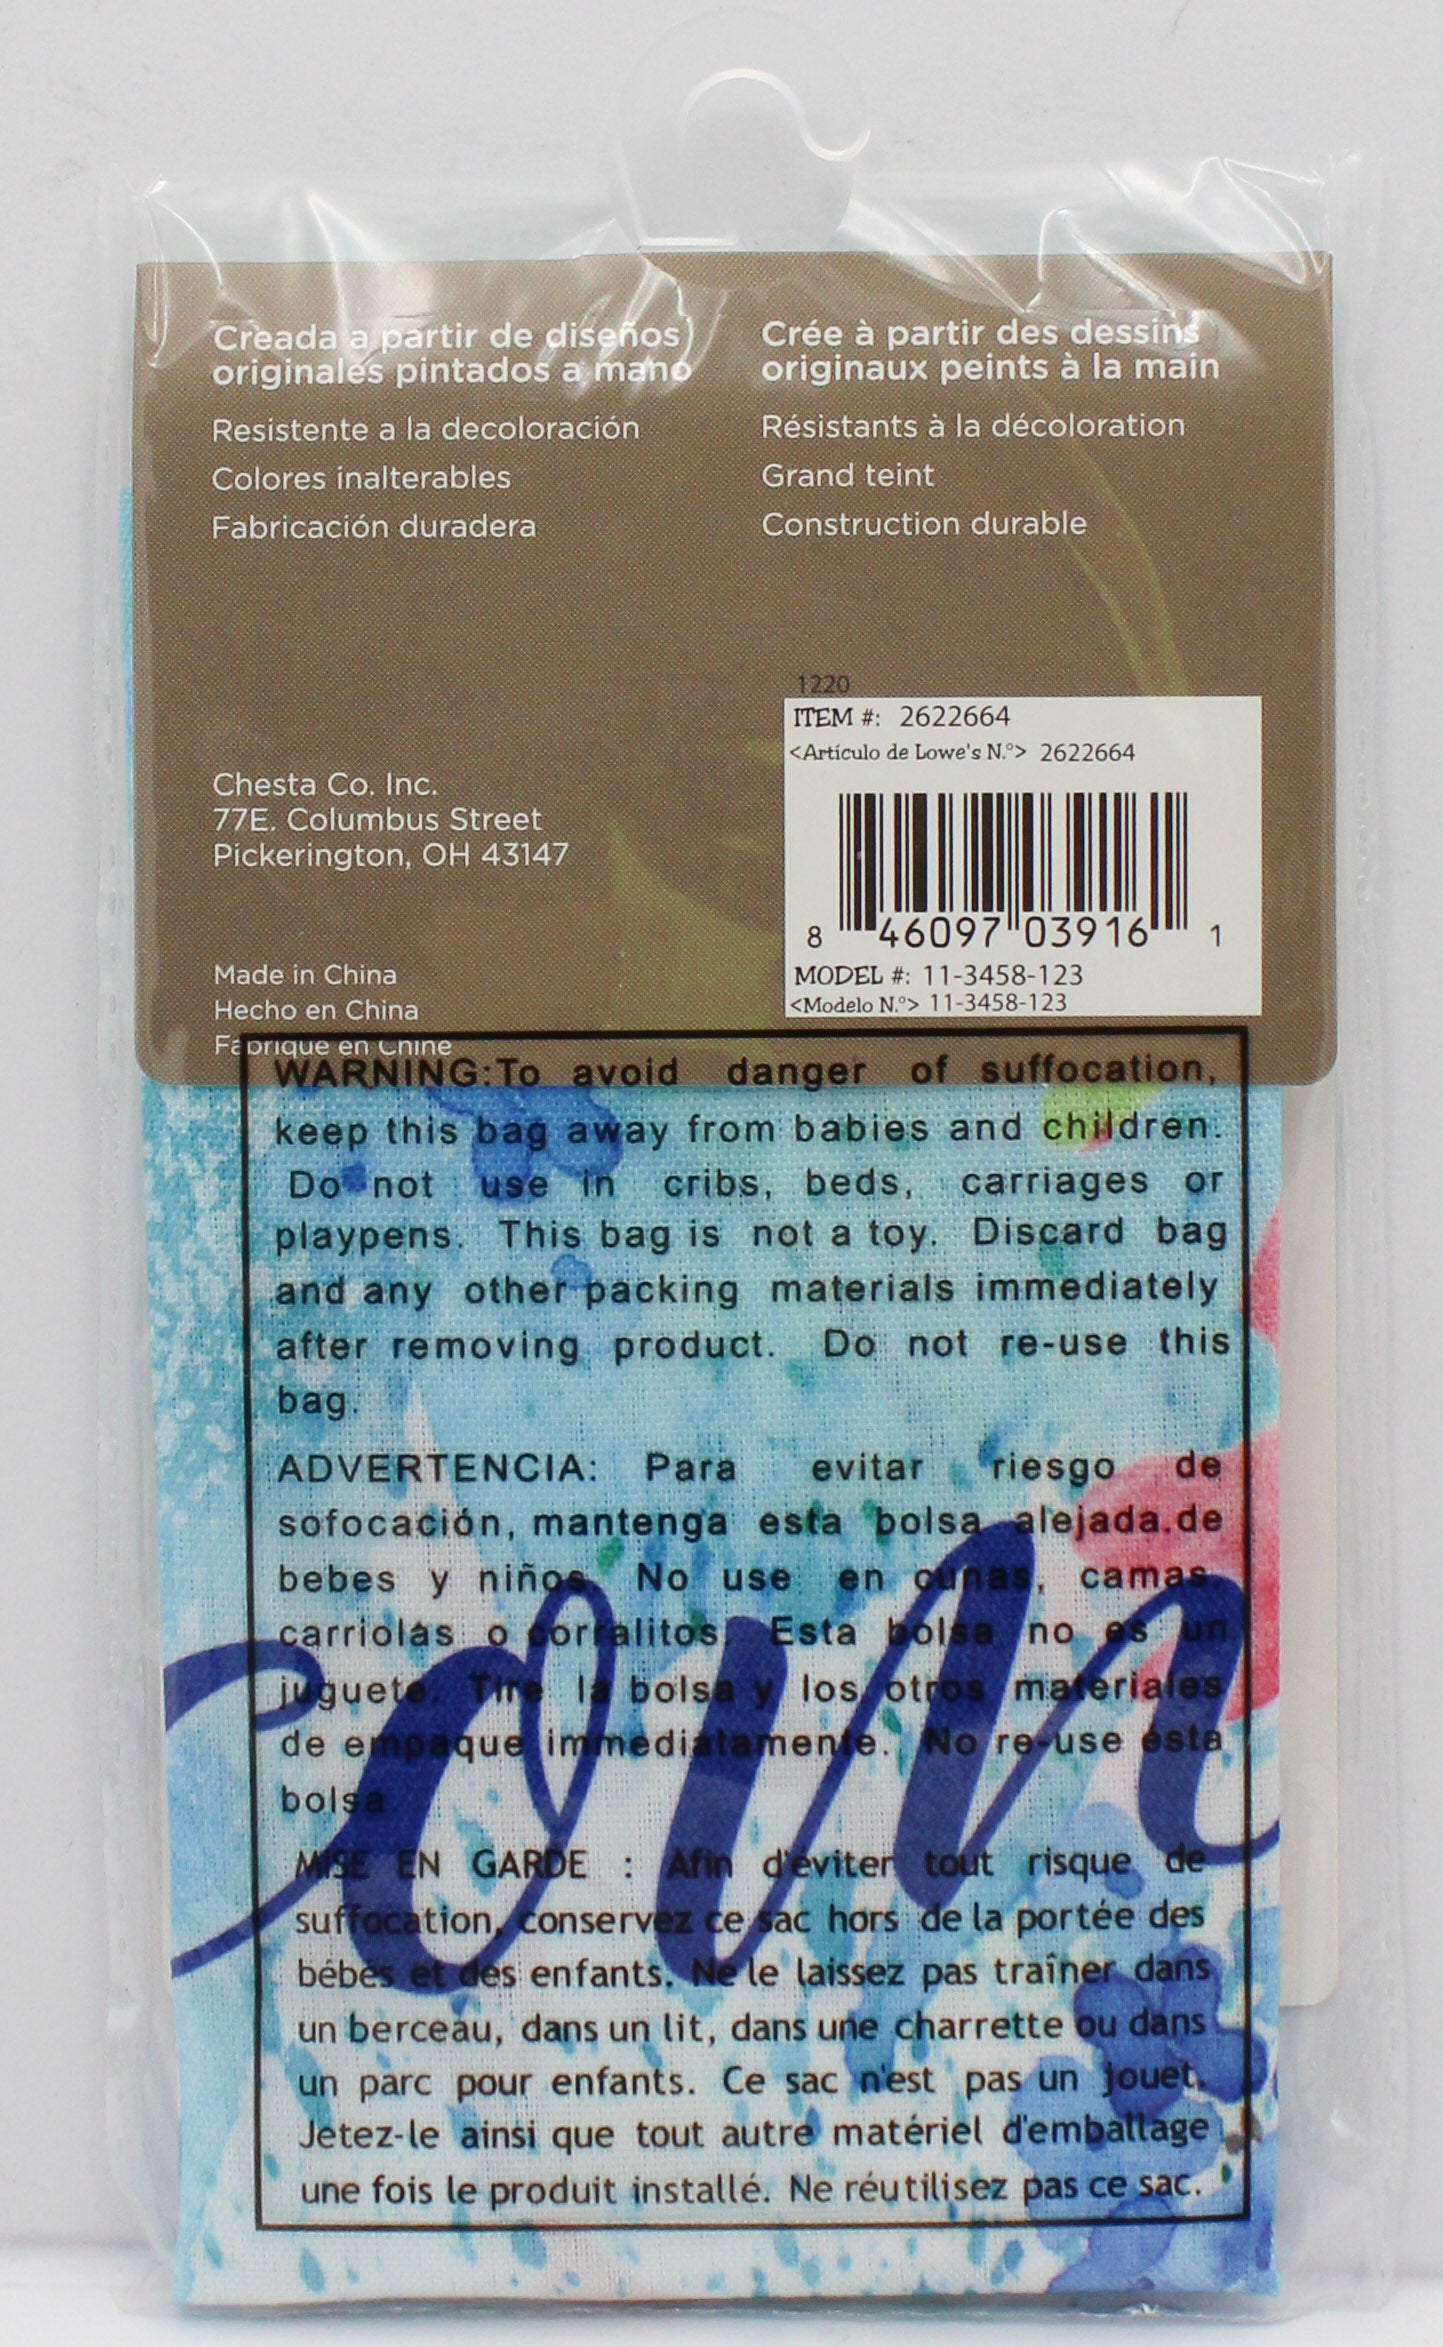 Creada a partir de diseños
originales pintados a mano
Resistente a la decoloración
Colores inalterables
Fabricación duradera
Crée à partir des dessins
originaux peints à la main
Résistants à la décoloration
Grand teint
Construction durable
1220
ITEM #: 2622664
<Artículo de Lowe's N.°> 2622664
8 46097 03916 1
MODEL #: 11-3458-123
<Modelo N.°> 11-3458-123
Chesta Co. Inc.
77E. Columbus Street
Pickerington, OH 43147
Made in China
Hecho en China
Fabrique en Chine
WARNING:To avoid danger of suffocation,
keep this bag away from babies and children.
Do not use in cribs, beds, carriages or
playpens. This bag is not a toy. Discard bag
and any other packing materials immediately
after removing product. Do not re-use this
bag.
ADVERTENCIA: Para evitar riesgo de
sofocación, mantenga esta bolsa alejada.de
bebes y niños. No use en cunas, camas,
carriolas o corralitos. Esta bolsa no es un
juguete. Tire la bolsa y los otros materiales
de empaque immediatamente. No re-use ésta
bolsa
MISE EN GARDE : Afin d'éviter tout risque de
suffocation, conservez ce sac hors de la portée des
bébés et des enfants. Ne le laissez pas traîner dans
un berceau, dans un lit, dans une charrette ou dans
un parc pour enfants. Ce sac n'est pas un jouet.
Jetez-le ainsi que tout autre matériel d'emballage
une fois le produit installé. Ne réutilisez pas ce sac.